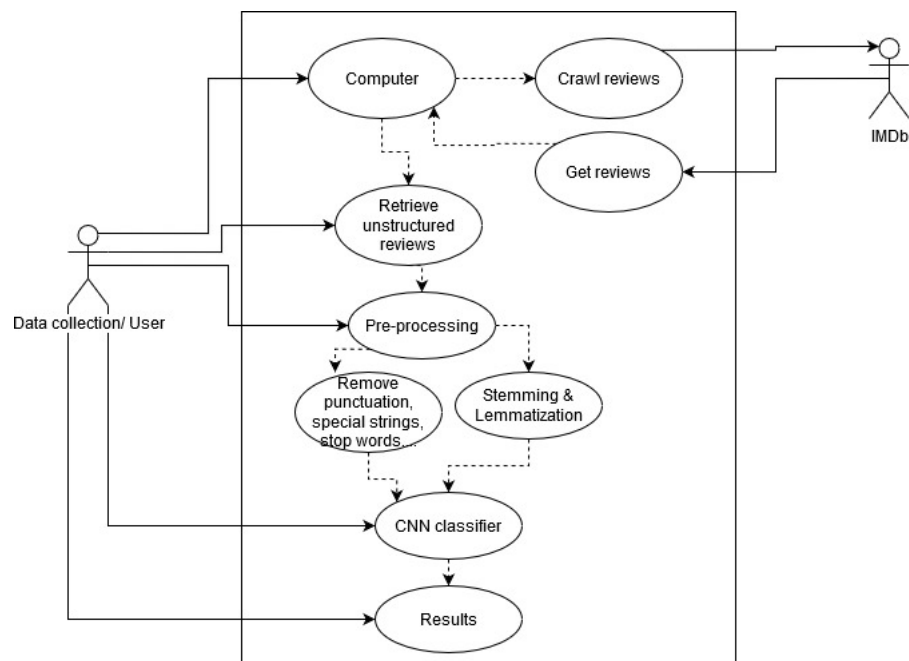 Computer
Crawl reviews
IMDb
Get reviews
Retrieve
unstructured
reviews
Data collection/ User
Pre-processing
Remove
punctuation,
special strings,
stop words....
Stemming &
Lemmatization
CNN classifier
Results